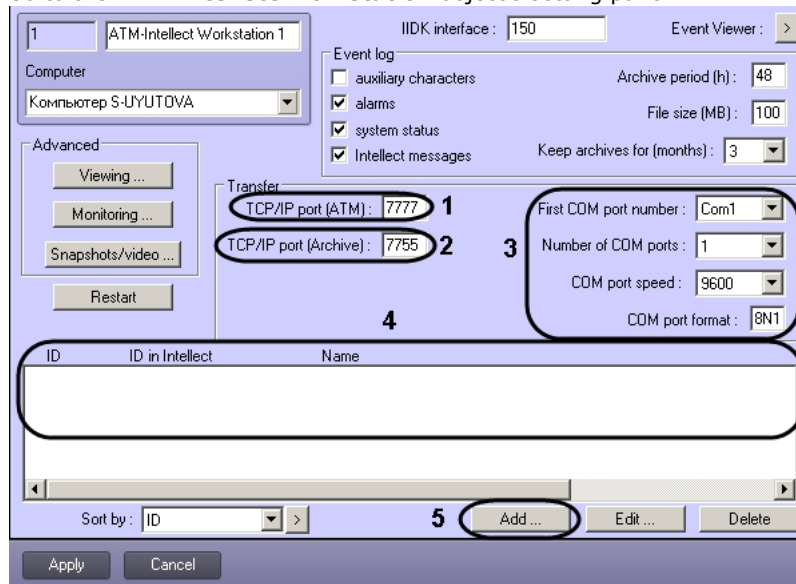 1 ATM-Intellect Workstation 1
Computer
Компьютер S-UYUTOVA
IIDK interface : 150
Event Viewer : >
Event log
auxiliary characters
alarms
system status
Intellect messages
Archive period (h) : 48
File size (MB) : 100
Keep archives for (months) : 3
Advanced
Viewing ...
Monitoring ...
Snapshots/video ...
Restart
Transfer
TCP/IP port (ATM) : 7777 1
TCP/IP port (Archive) : 7755 2
3
First COM port number : Com1
Number of COM ports : 1
COM port speed : 9600
COM port format : 8N1
4
ID ID in Intellect Name
Sort by : ID >
5 Add ... Edit ... Delete
Apply Cancel